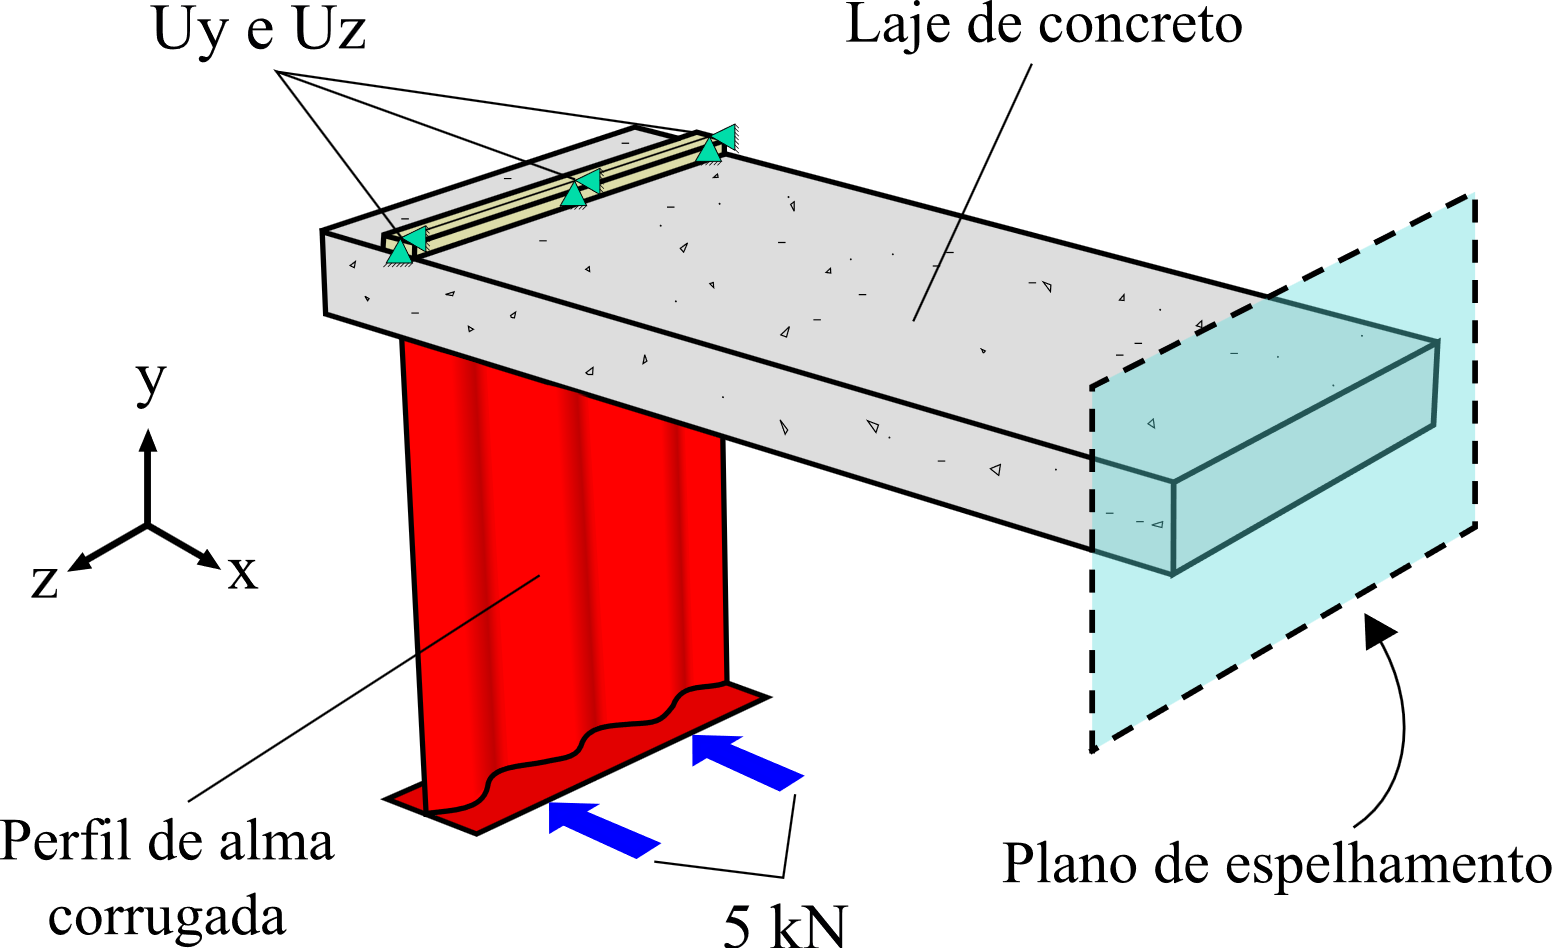 Uy e Uz
Laje de concreto
y
z
x
Perfil de alma
corrugada
5 kN
Plano de espelhamento